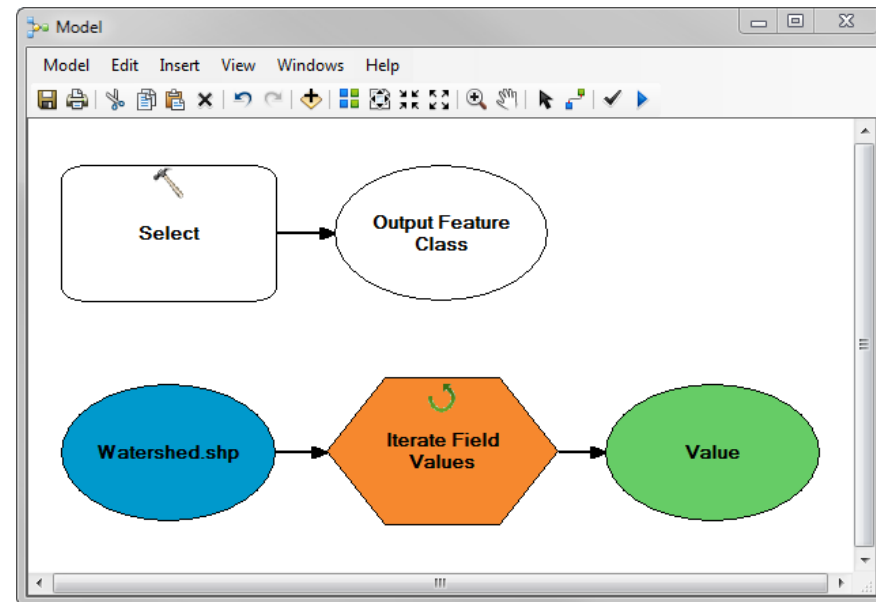 Model
Model Edit Insert View Windows Help
Select
Output Feature
Class
Watershed.shp
Iterate Field
Values
Value